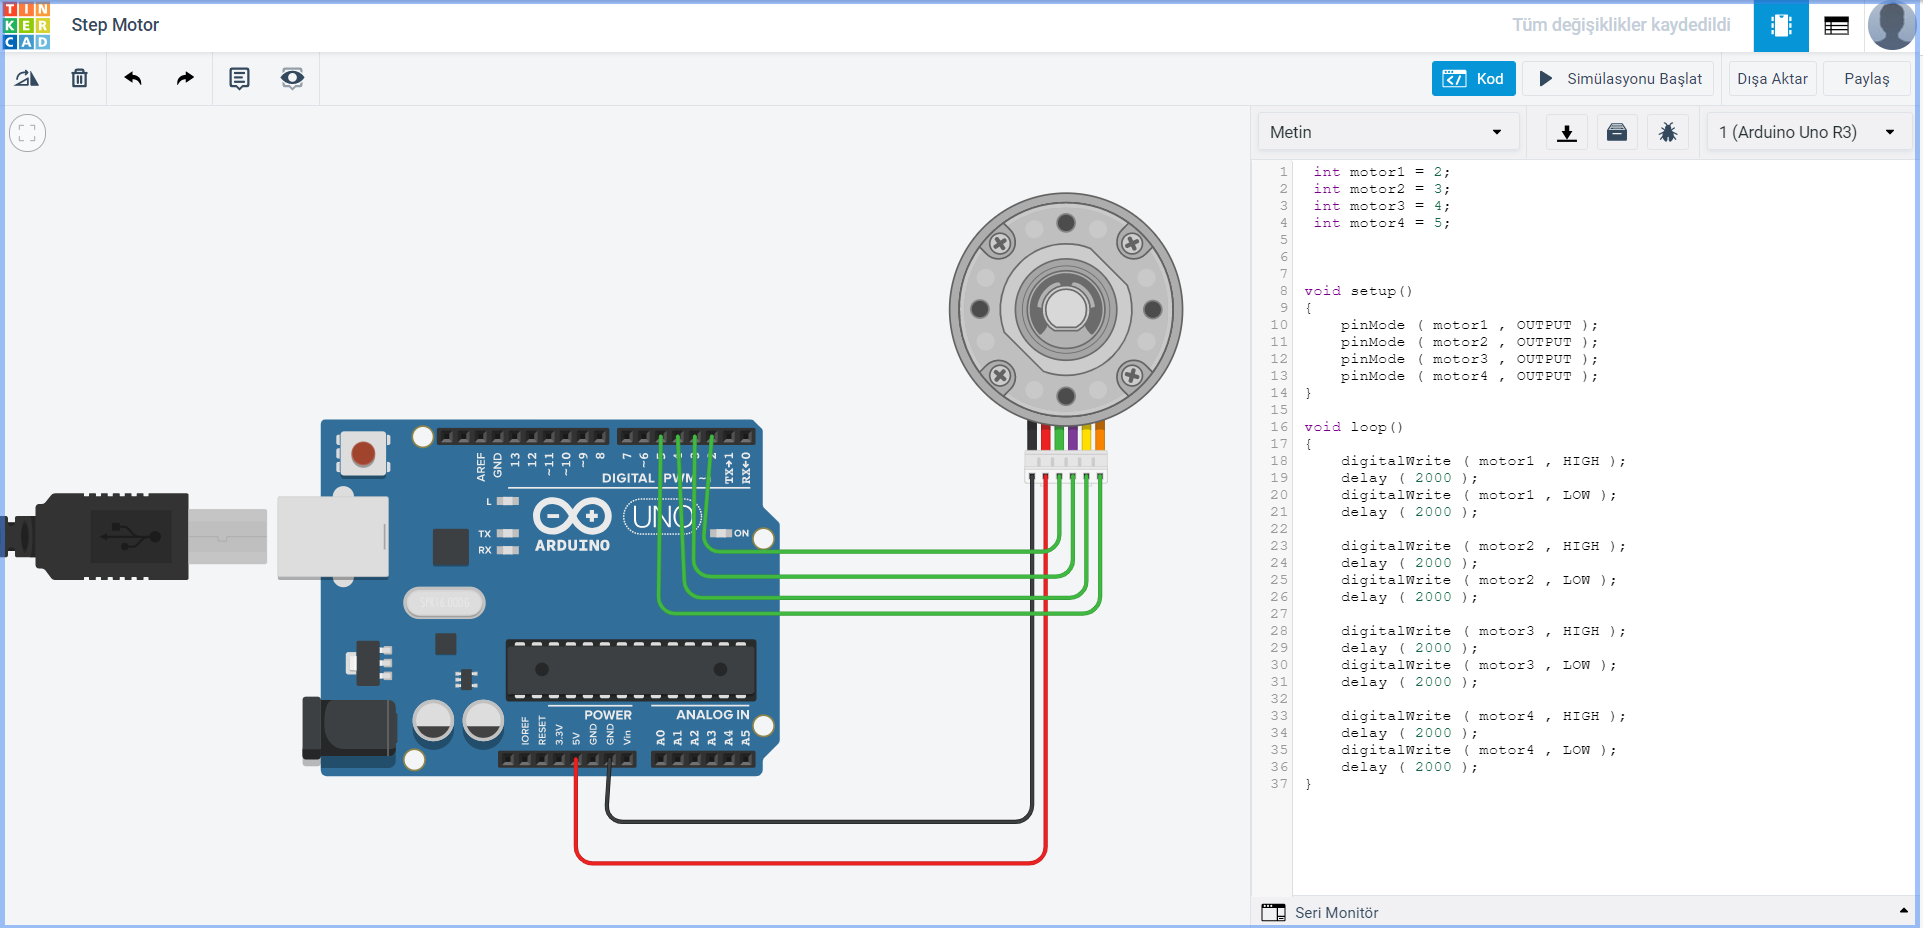 TIN
KER
CAD
Step Motor
Tüm değişiklikler kaydedildi
Kod
Simülasyonu Başlat
Dışa Aktar
Paylaş
Metin
1 (Arduino Uno R3)
1 int motor1 = 2;
2 int motor2 = 3;
3 int motor3 = 4;
4 int motor4 = 5;
5
6
7
8 void setup()
9 {
10 pinMode ( motor1 , OUTPUT );
11 pinMode ( motor2 , OUTPUT );
12 pinMode ( motor3 , OUTPUT );
13 pinMode ( motor4 , OUTPUT );
14 }
15
16 void loop()
17 {
18 digitalWrite ( motor1 , HIGH );
19 delay ( 2000 );
20 digitalWrite ( motor1 , LOW );
21 delay ( 2000 );
22
23 digitalWrite ( motor2 , HIGH );
24 delay ( 2000 );
25 digitalWrite ( motor2 , LOW );
26 delay ( 2000 );
27
28 digitalWrite ( motor3 , HIGH );
29 delay ( 2000 );
30 digitalWrite ( motor3 , LOW );
31 delay ( 2000 );
32
33 digitalWrite ( motor4 , HIGH );
34 delay ( 2000 );
35 digitalWrite ( motor4 , LOW );
36 delay ( 2000 );
37 }
Seri Monitör
AREF GND 13 12 ~11 ~10 ~9 8 7 ~6 TX→1 RX←0
DIGITAL PWM~
L
TX
RX
ARDUINO
UNO
ON
SPK16.000G
POWER
ANALOG IN
IOREF RESET 3.3V 5V GND GND Vin A0 A1 A2 A3 A4 A5